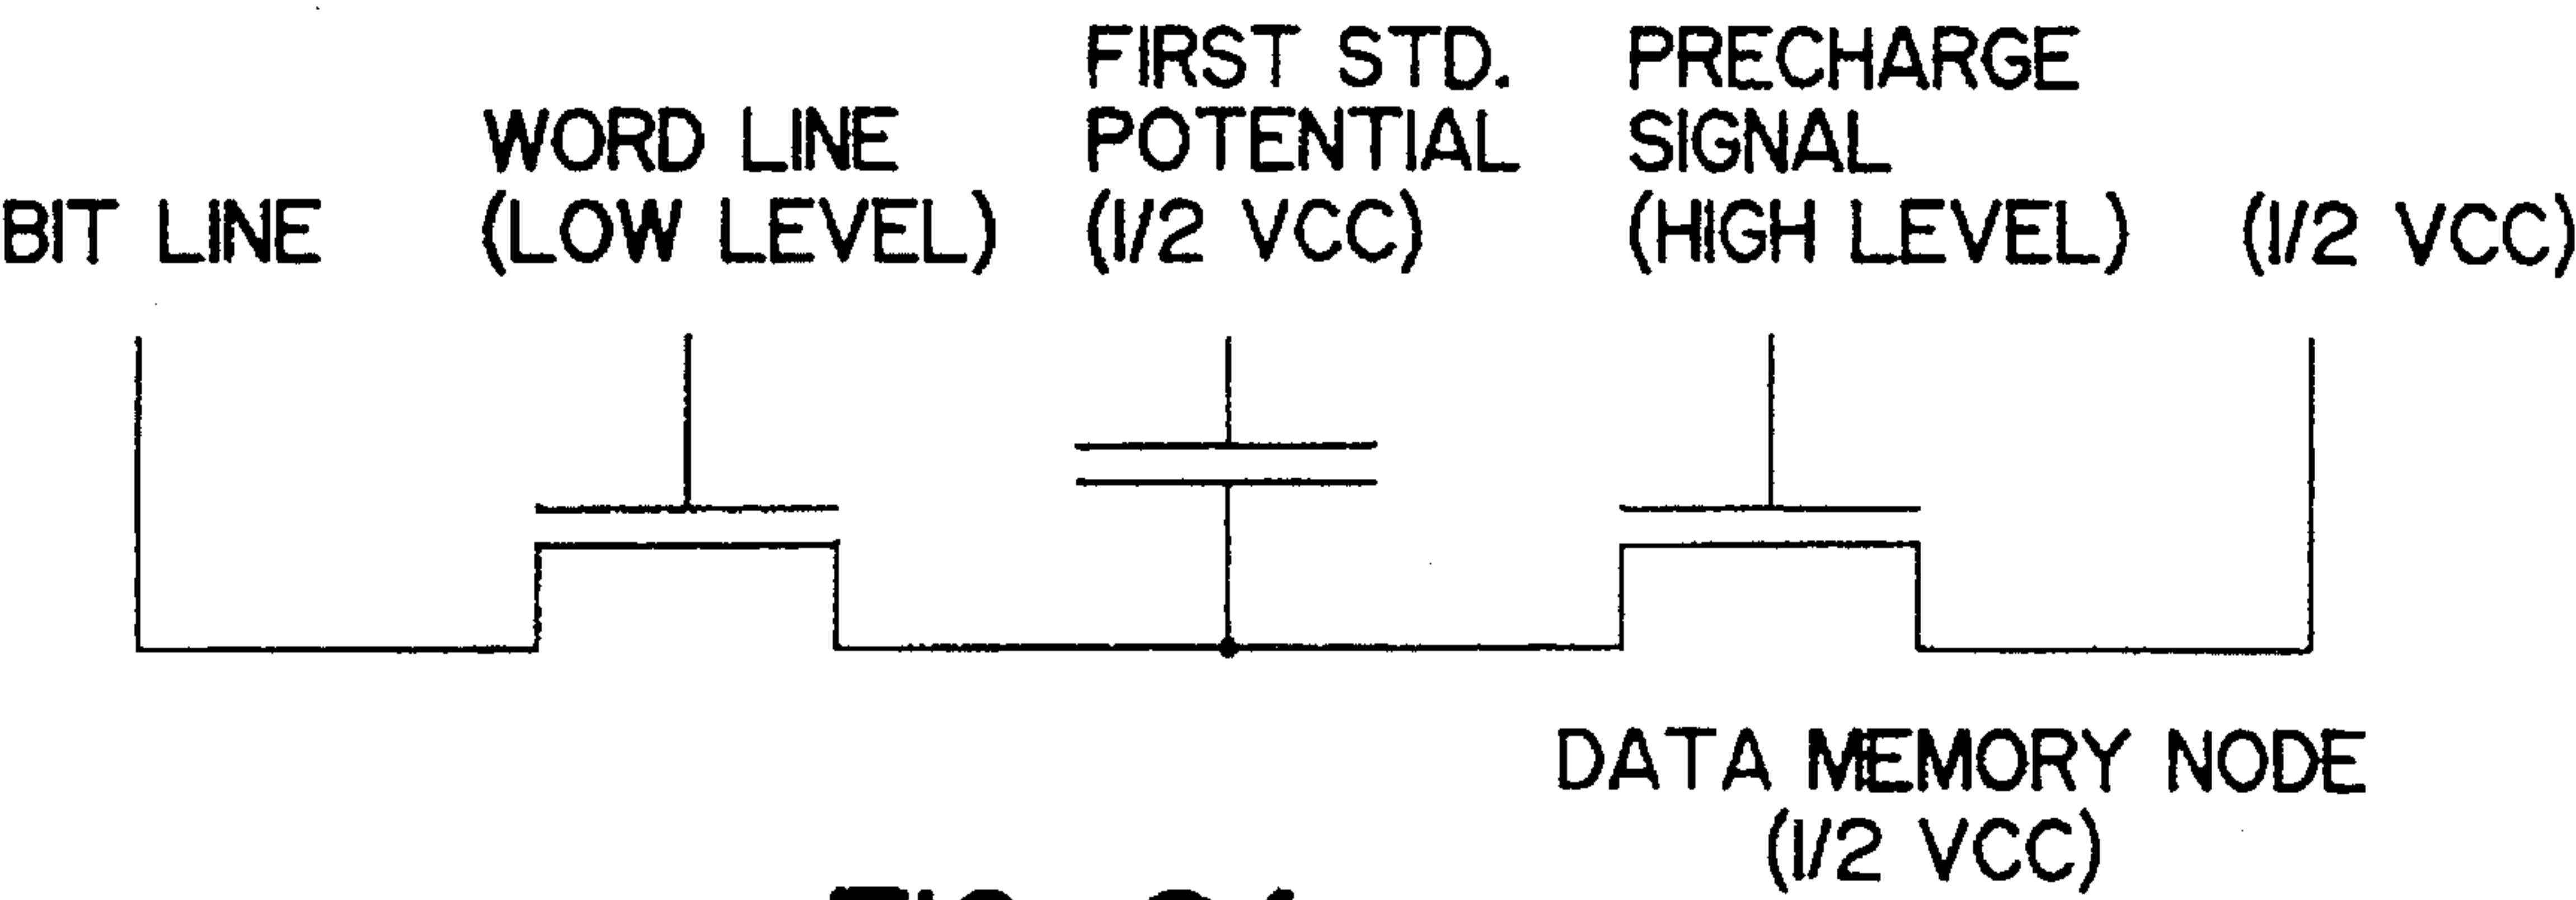 BIT LINE
WORD LINE
(LOW LEVEL)
FIRST STD.
POTENTIAL
(1/2 VCC)
PRECHARGE
SIGNAL
(HIGH LEVEL)
(1/2 VCC)
DATA MEMORY NODE
(1/2 VCC)